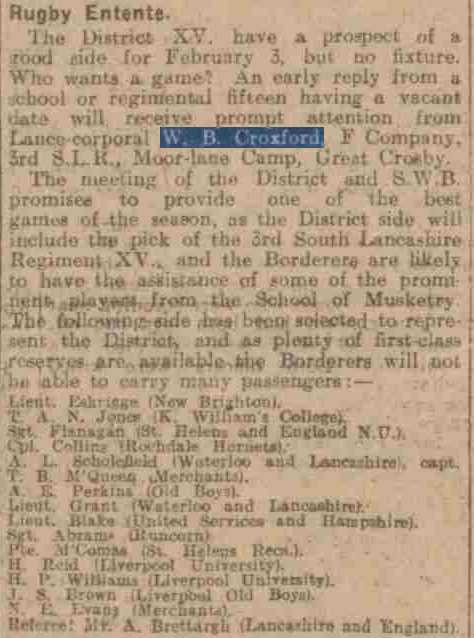 Rugby Entente.
The District XV. have a prospect of a
good side for February 3, but no fixture.
Who wants a game? An early reply from a
school or regimental fifteen having a vacant
date will receive prompt attention from
Lance-corporal W. B. Croxford, F Company,
3rd S.L.R., Moor-lane Camp, Great Crosby.
The meeting of the District and S.W.B.
promises to provide one of the best
games of the season, as the District side will
include the pick of the 3rd South Lancashire
Regiment XV., and the Borderers are likely
to have the assistance of some of the promi-
nent players from the School of Musketry.
The following side has been selected to repre-
sent the District, and as plenty of first-class
reserves are available the Borderers will not
be able to carry many passengers:—
Lieut. Eskrigge (New Brighton).
T. A. N. Jones (K. William's College).
Sgt. Flanagan (St. Helens and England N.U.).
Cpl. Collins (Rochdale Hornets).
A. L. Scholefield (Waterloo and Lancashire), capt.
T. B. M'Queen (Merchants).
A. E. Perkins (Old Boys).
Lieut. Grant (Waterloo and Lancashire).
Lieut. Blake (United Services and Hampshire).
Sgt. Abrams (Runcorn).
Pte. M'Comas (St. Helens Recs.).
H. Reid (Liverpool University).
H. P. Williams (Liverpool University).
J. S. Brown (Liverpool Old Boys).
N. E. Evans (Merchants).
Referee: Mr. A. Brettargh (Lancashire and England).